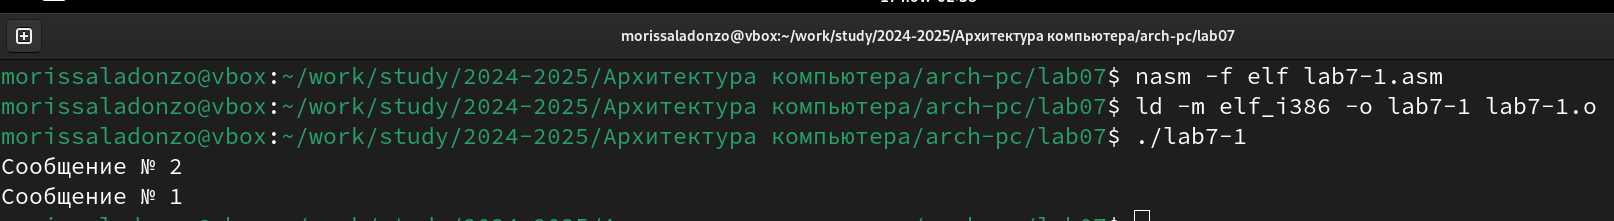 morissaladonzo@vbox:~/work/study/2024-2025/Архитектура компьютера/arch-pc/lab07
morissaladonzo@vbox:~/work/study/2024-2025/Архитектура компьютера/arch-pc/lab07$ nasm -f elf lab7-1.asm
morissaladonzo@vbox:~/work/study/2024-2025/Архитектура компьютера/arch-pc/lab07$ ld -m elf_i386 -o lab7-1 lab7-1.o
morissaladonzo@vbox:~/work/study/2024-2025/Архитектура компьютера/arch-pc/lab07$ ./lab7-1
Сообщение № 2
Сообщение № 1